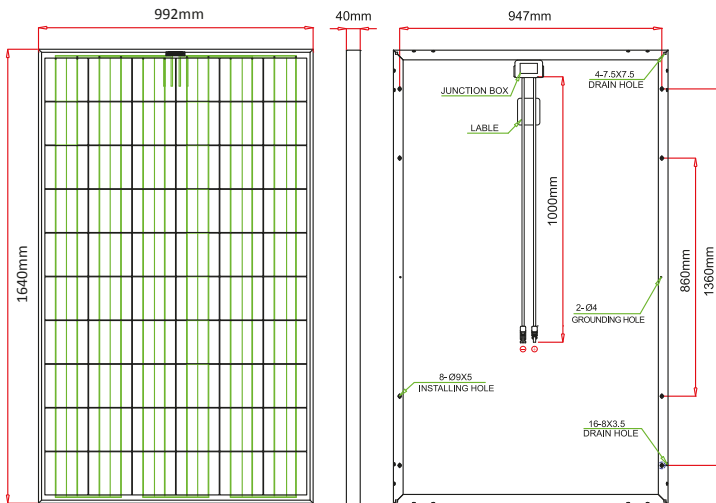 992mm
40mm
947mm
1640mm
JUNCTION BOX
LABLE
1000mm
4-7.5X7.5
DRAIN HOLE
860mm
1360mm
2-Ø4
GROUNDING HOLE
8-Ø9X5
INSTALLING HOLE
16-8X3.5
DRAIN HOLE